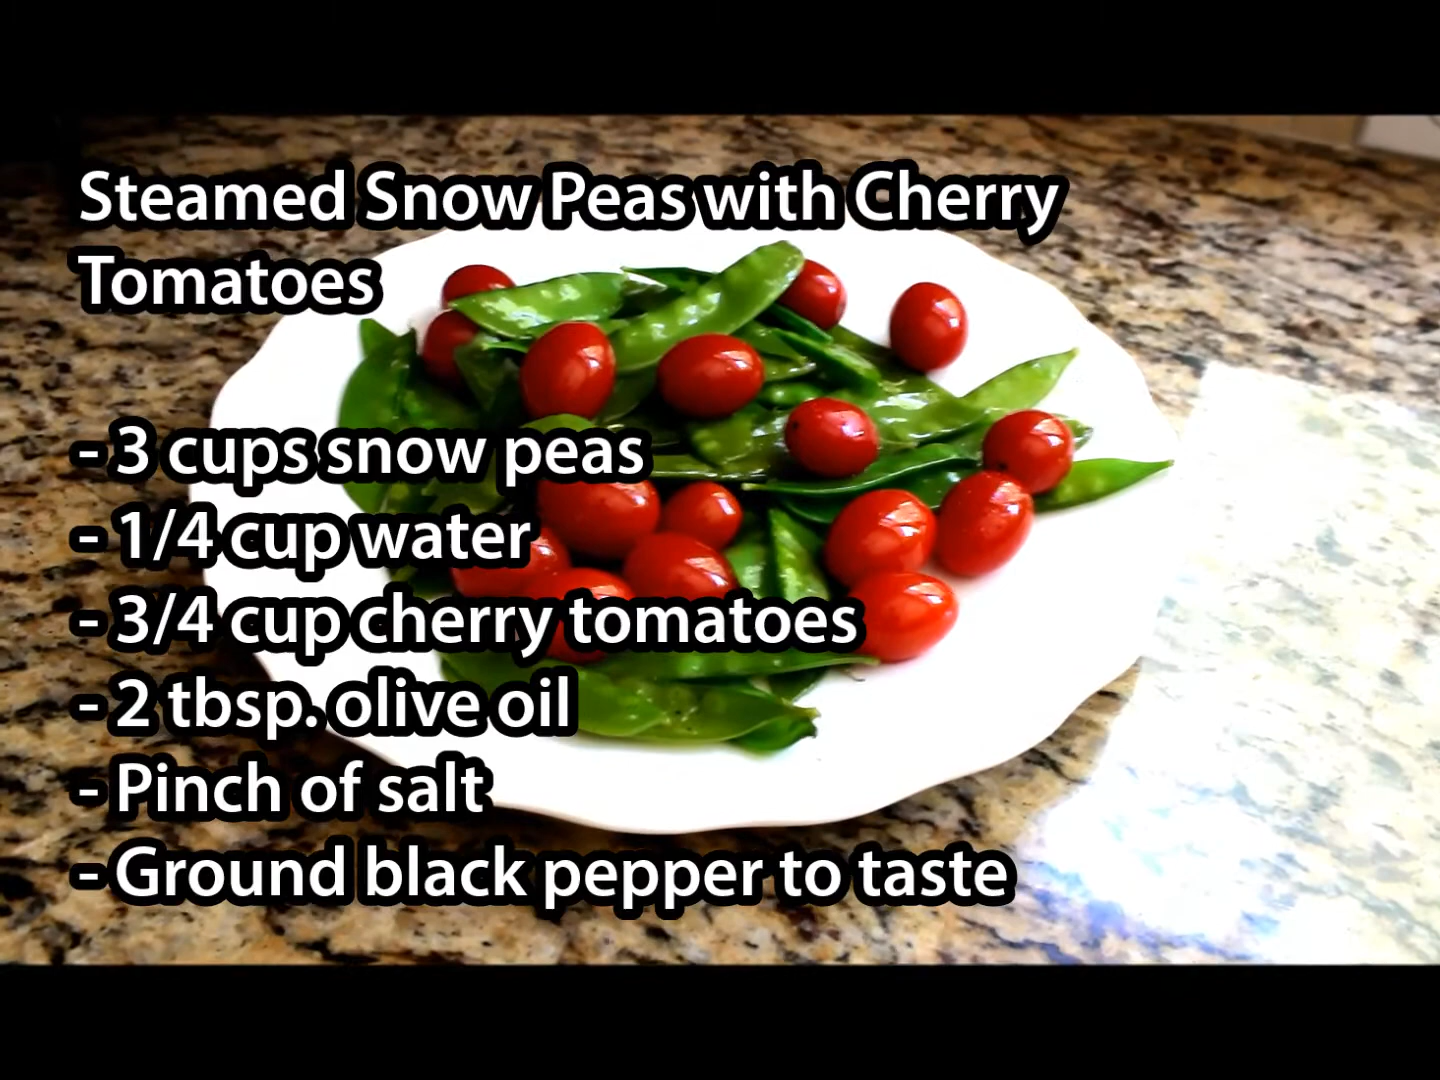 Steamed Snow Peas with Cherry
Tomatoes
- 3 cups snow peas
- 1/4 cup water
- 3/4 cup cherry tomatoes
- 2 tbsp. olive oil
- Pinch of salt
- Ground black pepper to taste